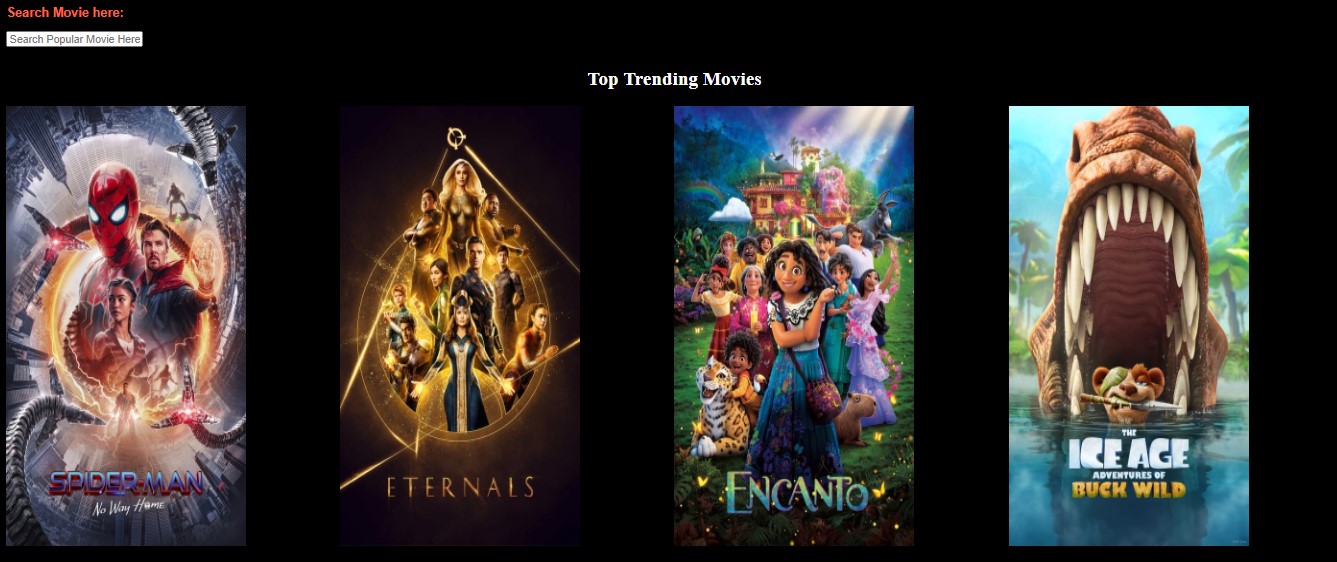 Search Movie here:
Search Popular Movie Here
Top Trending Movies
SPIDER-MAN
No Way Home
ETERNALS
ENCANTO
THE
ICE AGE
ADVENTURES OF
BUCK WILD